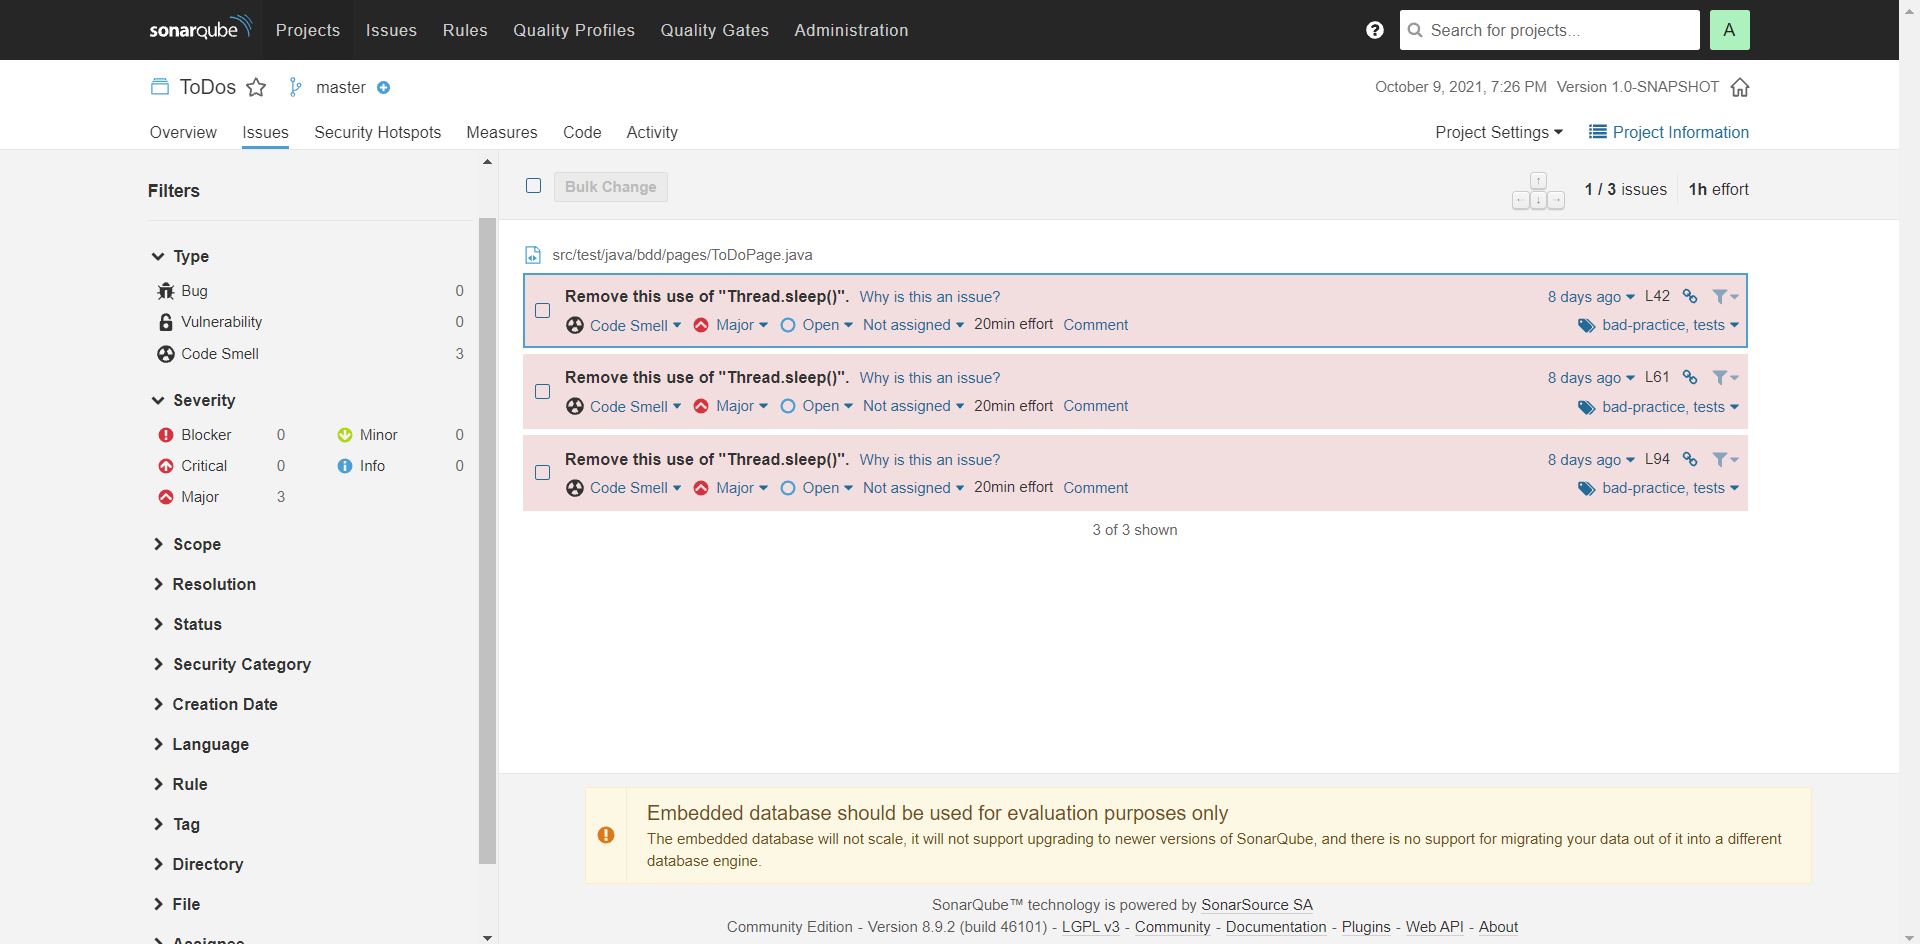 sonarqube Projects Issues Rules Quality Profiles Quality Gates Administration Search for projects... A
ToDos master October 9, 2021, 7:26 PM Version 1.0-SNAPSHOT
Overview Issues Security Hotspots Measures Code Activity Project Settings Project Information
Filters
Type
Bug 0
Vulnerability 0
Code Smell 3
Severity
Blocker 0 Minor 0
Critical 0 Info 0
Major 3
Scope
Resolution
Status
Security Category
Creation Date
Language
Rule
Tag
Directory
File
Assignee
Bulk Change 1 / 3 issues 1h effort
src/test/java/bdd/pages/ToDoPage.java
Remove this use of "Thread.sleep()". Why is this an issue? 8 days ago L42
Code Smell Major Open Not assigned 20min effort Comment bad-practice, tests
Remove this use of "Thread.sleep()". Why is this an issue? 8 days ago L61
Code Smell Major Open Not assigned 20min effort Comment bad-practice, tests
Remove this use of "Thread.sleep()". Why is this an issue? 8 days ago L94
Code Smell Major Open Not assigned 20min effort Comment bad-practice, tests
3 of 3 shown
Embedded database should be used for evaluation purposes only
The embedded database will not scale, it will not support upgrading to newer versions of SonarQube, and there is no support for migrating your data out of it into a different
database engine.
SonarQube™ technology is powered by SonarSource SA
Community Edition - Version 8.9.2 (build 46101) - LGPL v3 - Community - Documentation - Plugins - Web API - About